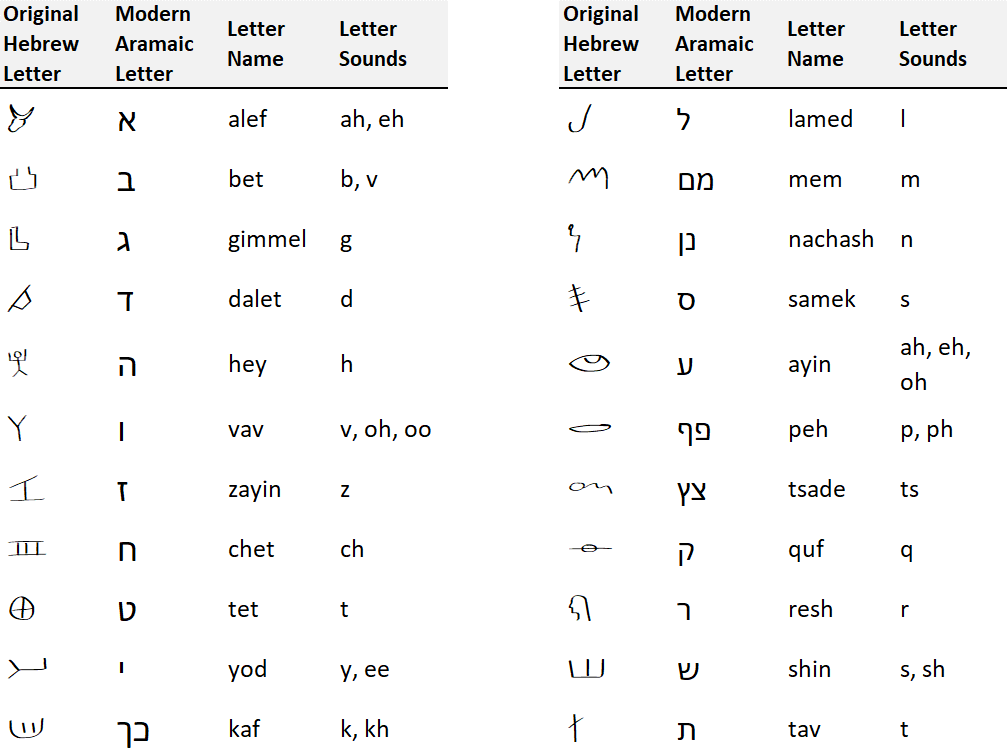 Original Hebrew Letter	Modern Aramaic Letter	Letter Name	Letter Sounds
א	alef	ah, eh
ב	bet	b, v
ג	gimmel	g
ד	dalet	d
ה	hey	h
ו	vav	v, oh, oo
ז	zayin	z
ח	chet	ch
ט	tet	t
י	yod	y, ee
כך	kaf	k, kh
Original Hebrew Letter	Modern Aramaic Letter	Letter Name	Letter Sounds
ל	lamed	l
מם	mem	m
נן	nachash	n
ס	samek	s
ע	ayin	ah, eh, oh
פף	peh	p, ph
צץ	tsade	ts
ק	quf	q
ר	resh	r
ש	shin	s, sh
ת	tav	t